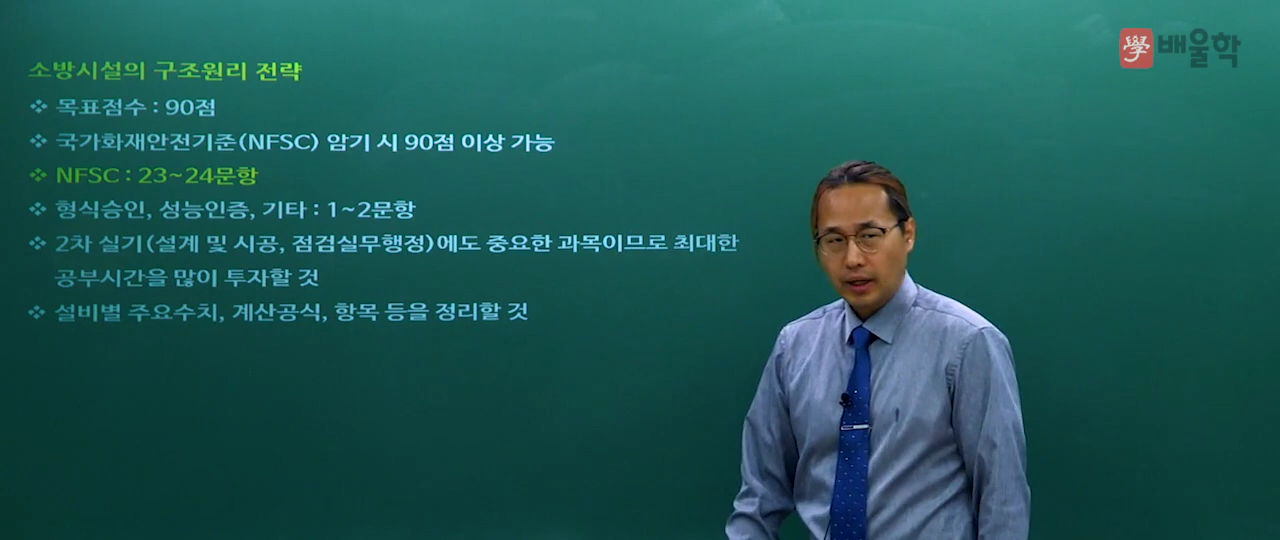 學 배울학
소방시설의 구조원리 전략
❖ 목표점수 : 90점
❖ 국가화재안전기준(NFSC) 암기 시 90점 이상 가능
❖ NFSC : 23~24문항
❖ 형식승인, 성능인증, 기타 : 1~2문항
❖ 2차 실기(설계 및 시공, 점검실무행정)에도 중요한 과목이므로 최대한
공부시간을 많이 투자할 것
❖ 설비별 주요수치, 계산공식, 항목 등을 정리할 것